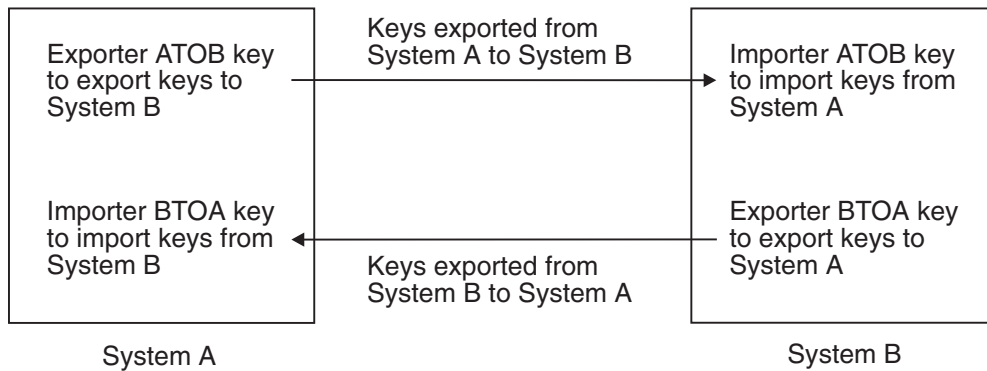 Exporter ATOB key
to export keys to
System B
Keys exported from
System A to System B
Importer ATOB key
to import keys from
System A
Importer BTOA key
to import keys from
System B
Keys exported from
System B to System A
Exporter BTOA key
to export keys to
System A
System A
System B